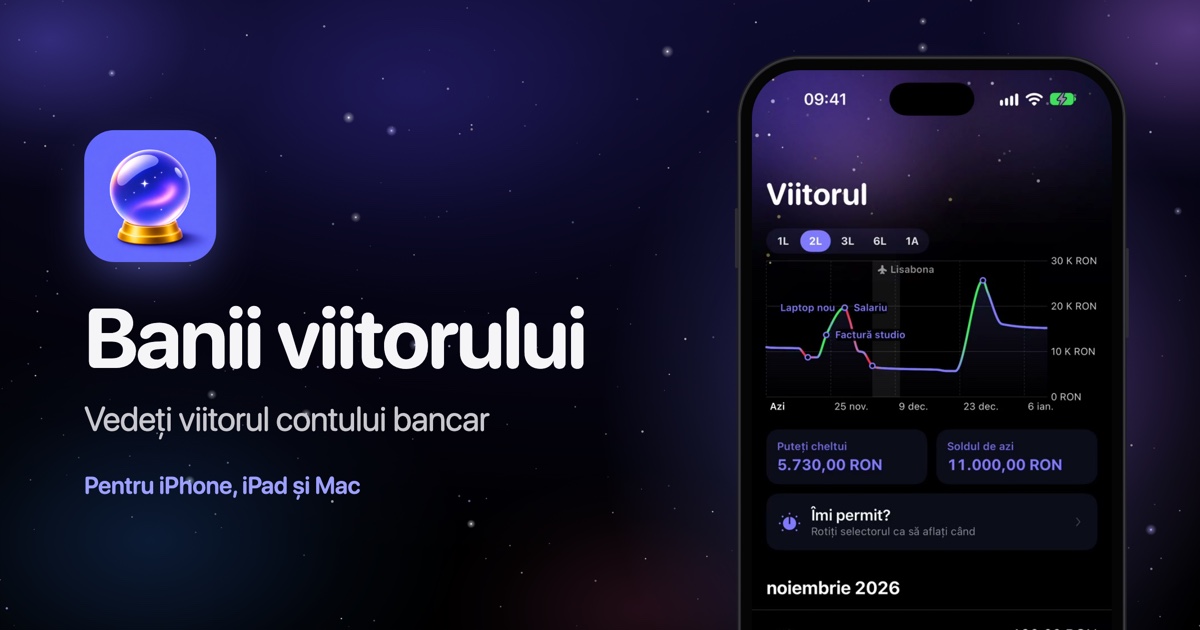 Banii viitorului
Vedeți viitorul contului bancar
Pentru iPhone, iPad și Mac
09:41
Viitorul
1L 2L 3L 6L 1A
30 K RON
Lisabona
20 K RON
Laptop nou
Salariu
Factură studio
10 K RON
0 RON
Azi
25 nov.
9 dec.
23 dec.
6 ian.
Puteți cheltui
5.730,00 RON
Soldul de azi
11.000,00 RON
Îmi permit?
Rotiți selectorul ca să aflați când
noiembrie 2026